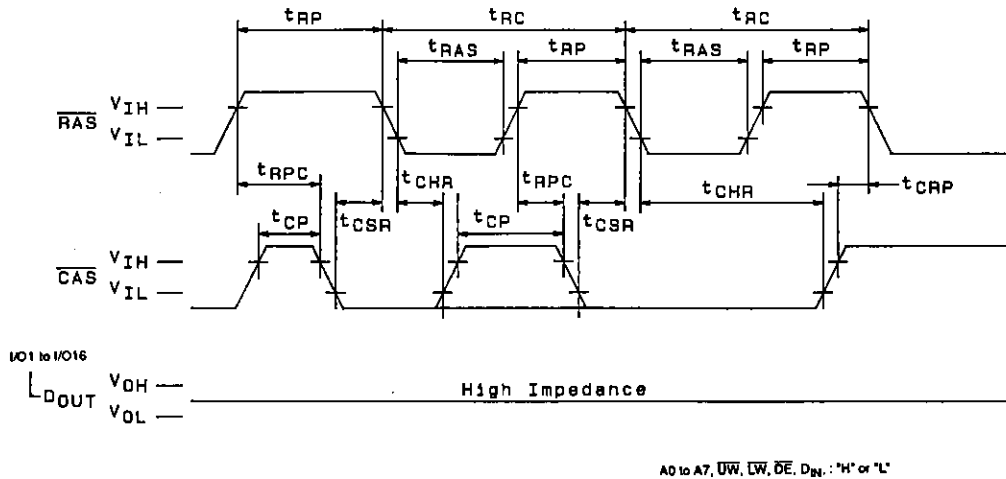 tRP tRC tRC
tRAS tRP tRAS tRP
RAS VIH
VIL
tRPC tCHR tRPC tCHR tCRP
tCP tCSR tCP tCSR
CAS VIH
VIL
I/O1 to I/O16
DOUT VOH
VOL
High Impedance
A0 to A7, UW, LW, OE, DIN. : "H" or "L"